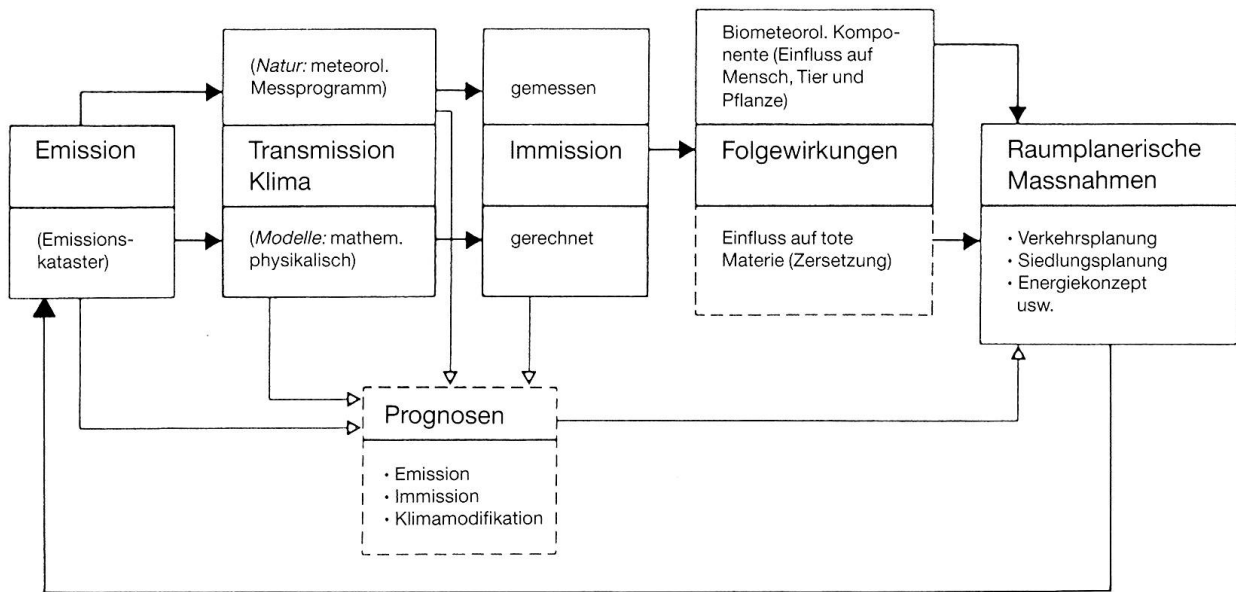 Emission
(Emissions-
kataster)
(Natur: meteorol.
Messprogramm)
Transmission
Klima
(Modelle: mathem.
physikalisch)
gemessen
Immission
gerechnet
Biometeorol. Kompo-
nente (Einfluss auf
Mensch, Tier und
Pflanze)
Folgewirkungen
Einfluss auf tote
Materie (Zersetzung)
Raumplanerische
Massnahmen
• Verkehrsplanung
• Siedlungsplanung
• Energiekonzept
usw.
Prognosen
• Emission
• Immission
• Klimamodifikation